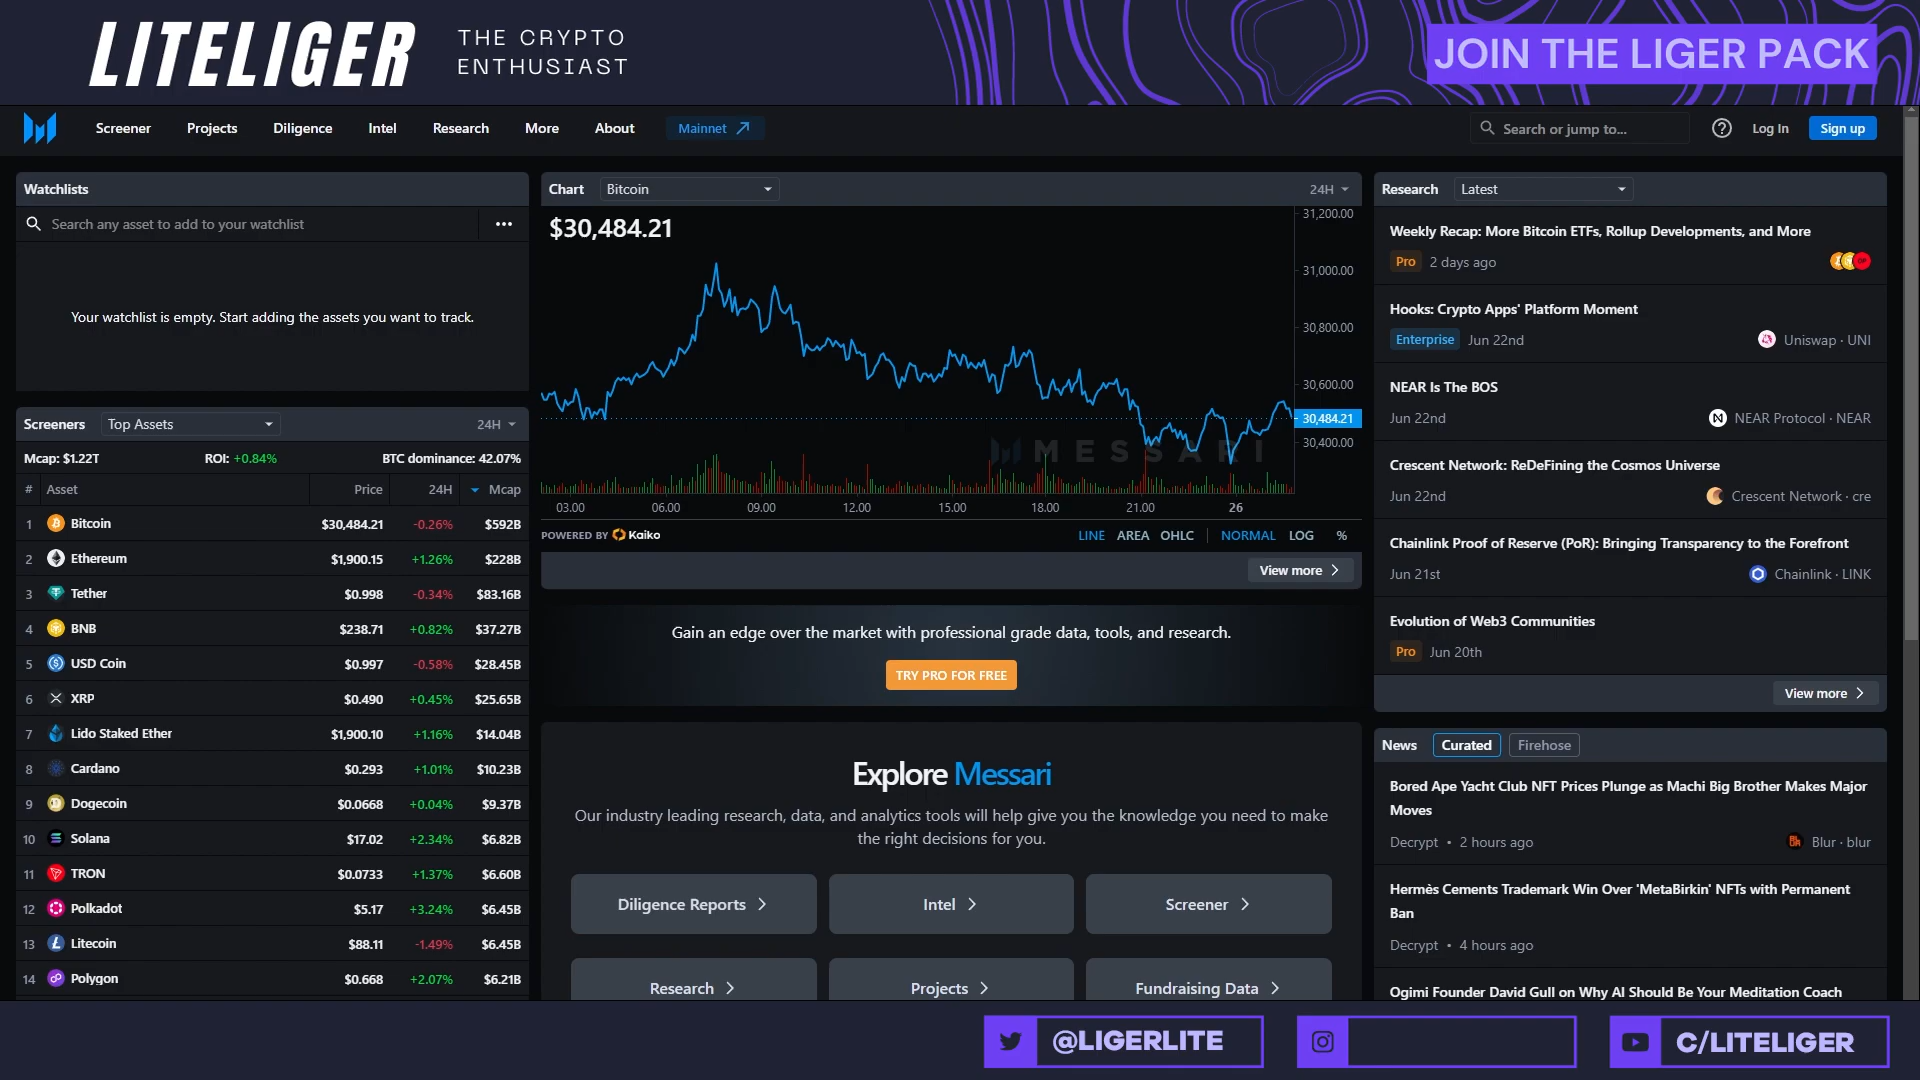 LITELIGER
THE CRYPTO
ENTHUSIAST
JOIN THE LIGER PACK
Screener Projects Diligence Intel Research More About Mainnet
Search or jump to...
Log In
Sign up
Watchlists
Search any asset to add to your watchlist
Your watchlist is empty. Start adding the assets you want to track.
Screeners Top Assets 24H
Mcap: $1.22T ROI: +0.84% BTC dominance: 42.07%
# Asset Price 24H Mcap
1 Bitcoin $30,484.21 -0.26% $592B
2 Ethereum $1,900.15 +1.26% $228B
3 Tether $0.998 -0.34% $83.16B
4 BNB $238.71 +0.82% $37.27B
5 USD Coin $0.997 -0.58% $28.45B
6 XRP $0.490 +0.45% $25.65B
7 Lido Staked Ether $1,900.10 +1.16% $14.04B
8 Cardano $0.293 +1.01% $10.23B
9 Dogecoin $0.0668 +0.04% $9.37B
10 Solana $17.02 +2.34% $6.82B
11 TRON $0.0733 +1.37% $6.60B
12 Polkadot $5.17 +3.24% $6.45B
13 Litecoin $88.11 -1.49% $6.45B
14 Polygon $0.668 +2.07% $6.21B
Chart Bitcoin 24H
$30,484.21
31,200.00
31,000.00
30,800.00
30,600.00
30,484.21
30,400.00
MESSARI
03.00 06.00 09.00 12.00 15.00 18.00 21.00 26
POWERED BY Kaiko
LINE AREA OHLC NORMAL LOG %
View more
Gain an edge over the market with professional grade data, tools, and research.
TRY PRO FOR FREE
Explore Messari
Our industry leading research, data, and analytics tools will help give you the knowledge you need to make
the right decisions for you.
Diligence Reports Intel Screener
Research Projects Fundraising Data
Research Latest
Weekly Recap: More Bitcoin ETFs, Rollup Developments, and More
Pro 2 days ago
Hooks: Crypto Apps' Platform Moment
Enterprise Jun 22nd Uniswap · UNI
NEAR Is The BOS
Jun 22nd NEAR Protocol · NEAR
Crescent Network: ReDeFining the Cosmos Universe
Jun 22nd Crescent Network · cre
Chainlink Proof of Reserve (PoR): Bringing Transparency to the Forefront
Jun 21st Chainlink · LINK
Evolution of Web3 Communities
Pro Jun 20th
View more
News Curated Firehose
Bored Ape Yacht Club NFT Prices Plunge as Machi Big Brother Makes Major
Moves
Decrypt • 2 hours ago Blur · blur
Hermès Cements Trademark Win Over 'MetaBirkin' NFTs with Permanent
Ban
Decrypt • 4 hours ago
Ogimi Founder David Gull on Why AI Should Be Your Meditation Coach
@LIGERLITE
C/LITELIGER